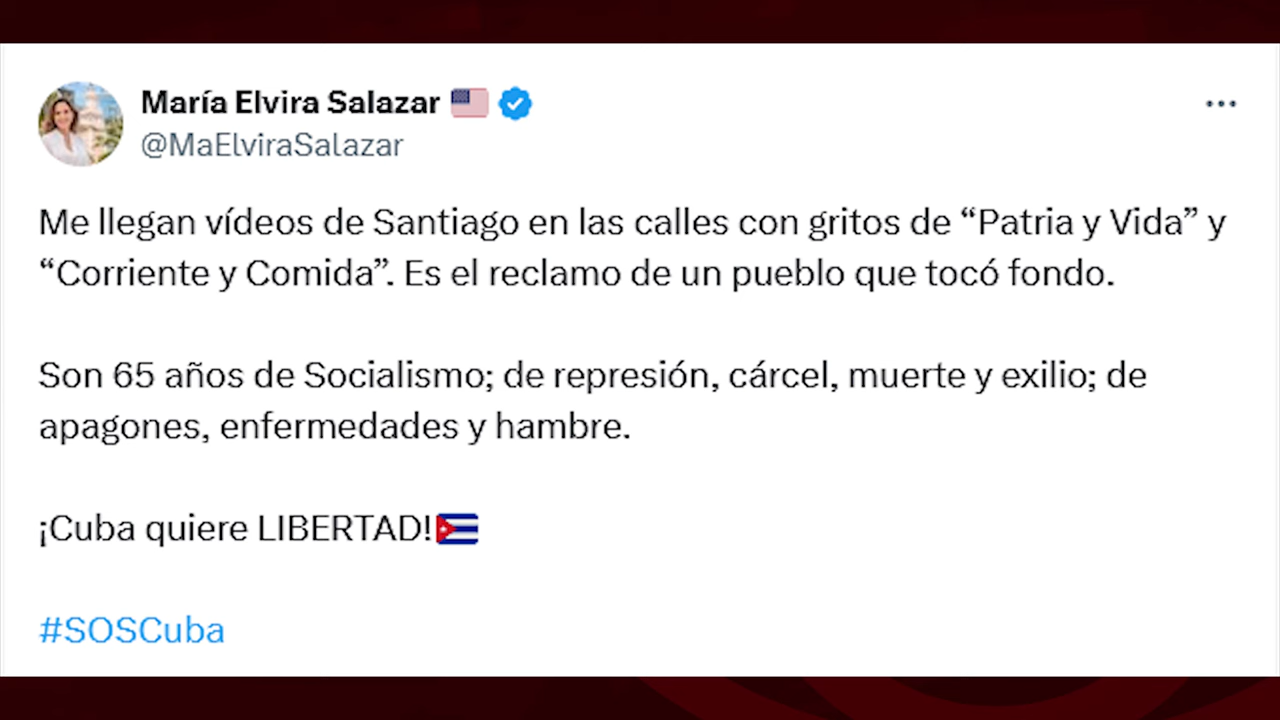 María Elvira Salazar
@MaElviraSalazar
Me llegan vídeos de Santiago en las calles con gritos de “Patria y Vida” y
“Corriente y Comida”. Es el reclamo de un pueblo que tocó fondo.
Son 65 años de Socialismo; de represión, cárcel, muerte y exilio; de
apagones, enfermedades y hambre.
¡Cuba quiere LIBERTAD!
#SOSCuba